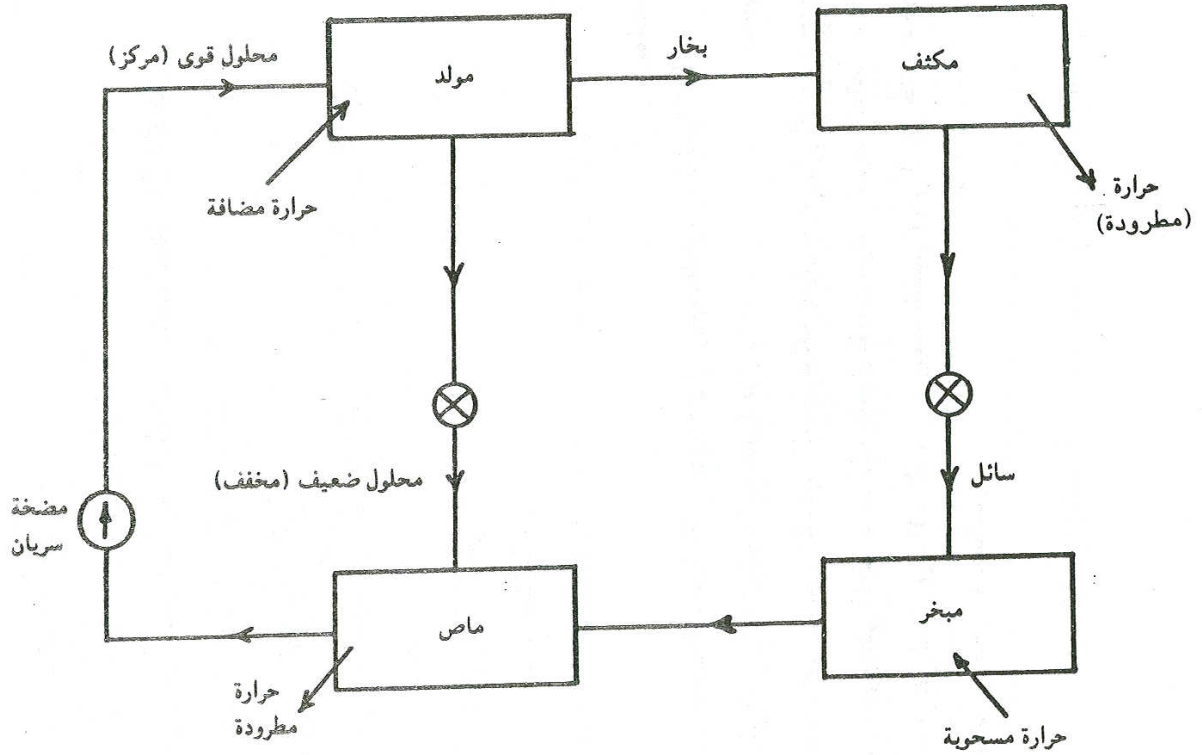 محلول قوى (مركز)
مولد
بخار
مكثف
حرارة مضافة
حرارة
(مطرودة)
مضخة
سريان
محلول ضعيف (مخفف)
سائل
ماص
مبخر
حرارة
مطرودة
حرارة مسحوبة